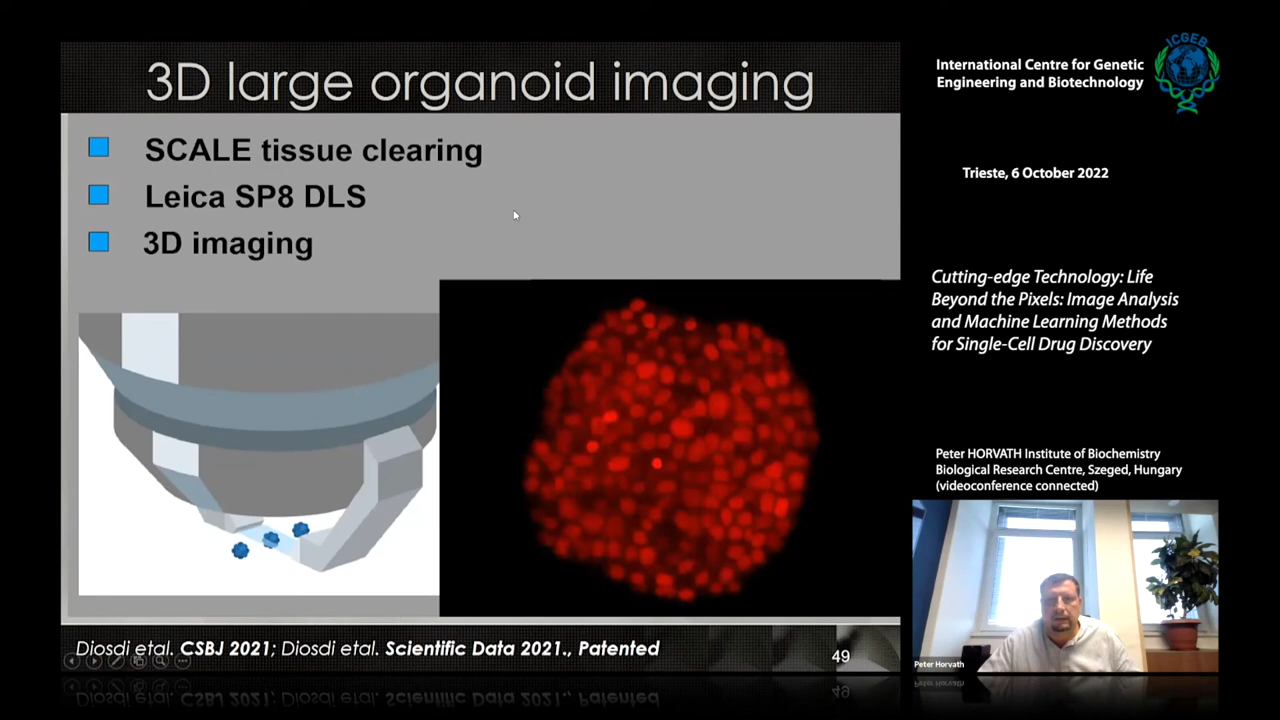 3D large organoid imaging
SCALE tissue clearing
Leica SP8 DLS
3D imaging
Diosdi etal. CSBJ 2021; Diosdi etal. Scientific Data 2021., Patented
49
International Centre for Genetic
Engineering and Biotechnology
ICGEB
Trieste, 6 October 2022
Cutting-edge Technology: Life
Beyond the Pixels: Image Analysis
and Machine Learning Methods
for Single-Cell Drug Discovery
Peter HORVATH Institute of Biochemistry
Biological Research Centre, Szeged, Hungary
(videoconference connected)
Peter Horvath